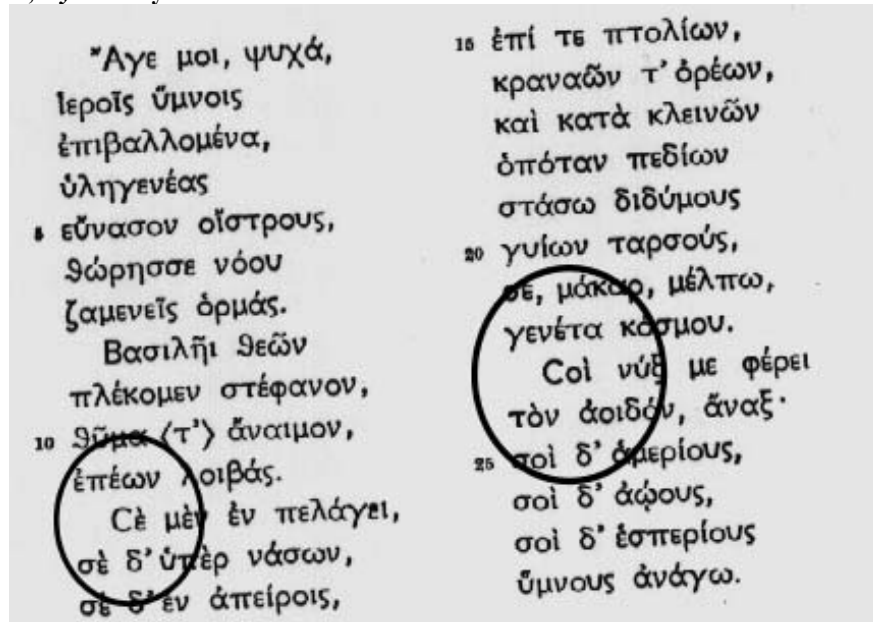 Ἄγε μοι, ψυχά,
ἱεροῖς ὕμνοις
ἐπιβαλλομένα,
ὑληγενέας
5 εὔνασον οἴστρους,
ϑώρησσε νόου
ζαμενεῖς ὁρμάς.
Βασιλῆι ϑεῶν
πλέκομεν στέφανον,
10 ϑῦμα ⟨τ’⟩ ἄναιμον,
ἐπέων λοιβάς.
Ϲὲ μὲν ἐν πελάγει,
σὲ δ’ ὑπὲρ νάσων,
σὲ δ’ ἐν ἀπείροις,
15 ἐπί τε πτολίων,
κραναῶν τ’ ὀρέων,
καὶ κατὰ κλεινῶν
ὁπόταν πεδίων
στάσω διδύμους
20 γυίων ταρσούς,
σε, μάκαρ, μέλπω,
γενέτα κόσμου.
Ϲοὶ νύξ με φέρει
τὸν ἀοιδόν, ἄναξ·
25 σοὶ δ’ ἁμερίους,
σοὶ δ’ ἀῴους,
σοὶ δ’ ἑσπερίους
ὕμνους ἀνάγω.